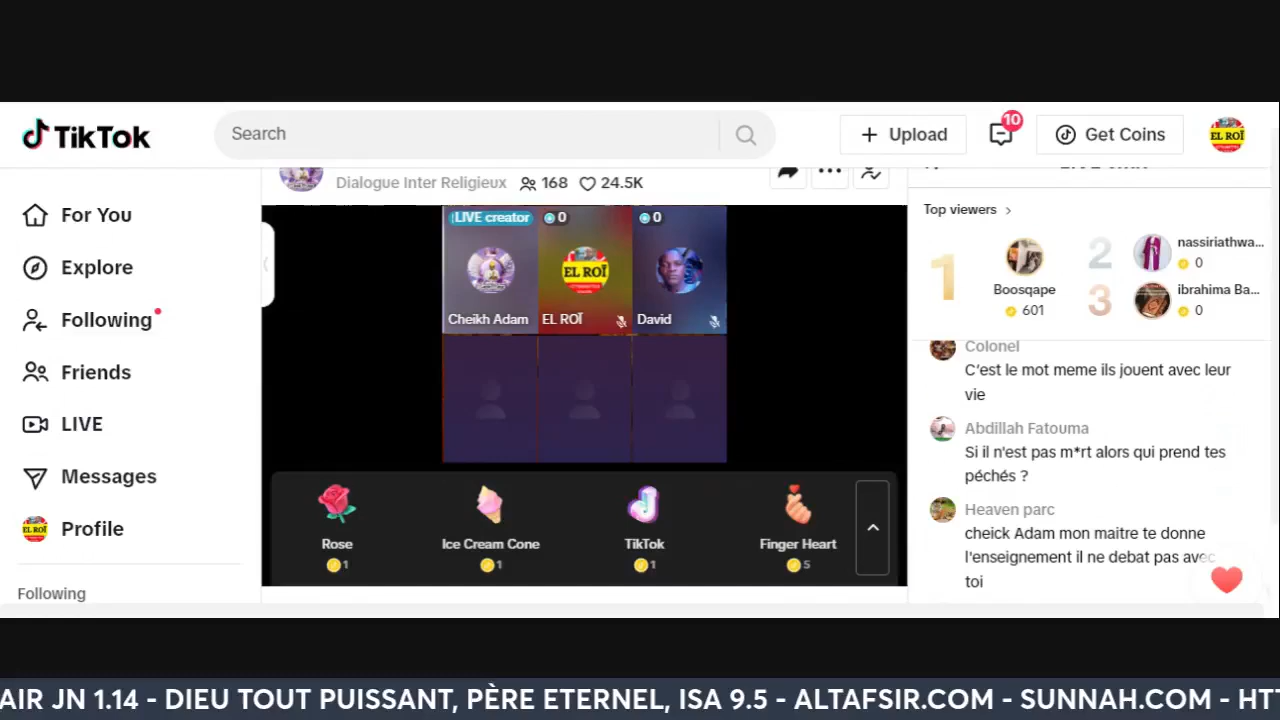 TikTok
Search
Upload
10
Get Coins
EL ROÏ
For You
Explore
Following
Friends
LIVE
Messages
EL ROÏ
Profile
Following
Dialogue Inter Religieux 168 24.5K
LIVE creator 0 0
EL ROÏ
Cheikh Adam EL ROÏ David
Rose Ice Cream Cone TikTok Finger Heart
1 1 1 5
Top viewers
1 Boosqape
601
2 nassiriathwa...
0
3 ibrahima Ba...
0
Colonel
C'est le mot meme ils jouent avec leur
vie
Abdillah Fatouma
Si il n'est pas m*rt alors qui prend tes
péchés ?
Heaven parc
cheick Adam mon maitre te donne
l'enseignement il ne debat pas avec
toi
AIR JN 1.14 - DIEU TOUT PUISSANT, PÈRE ETERNEL, ISA 9.5 - ALTAFSIR.COM - SUNNAH.COM - HTT